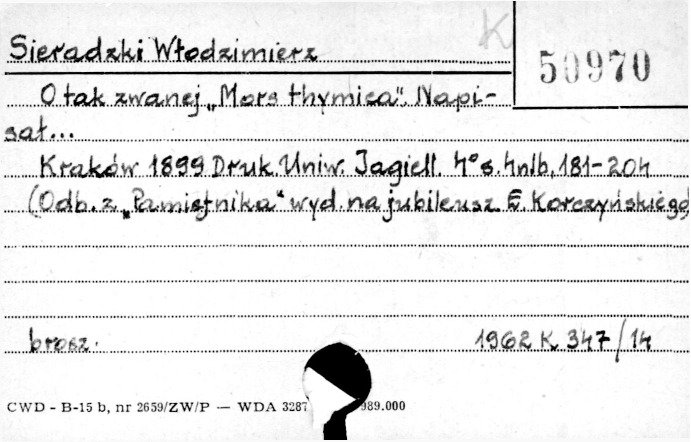 K
Sieradzki Włodzimierz
50970
O tak zwanej „Mors thymica". Napi-
sał...
Kraków 1899 Druk. Uniw. Jagiell. 4° s. 4nlb, 181-204
(Odb. z „Pamiętnika" wyd. na jubileusz E. Korczyńskiego
brosz.
1962 K 347/14
CWD - B-15 b, nr 2659/ZW/P — WDA 3287 989.000